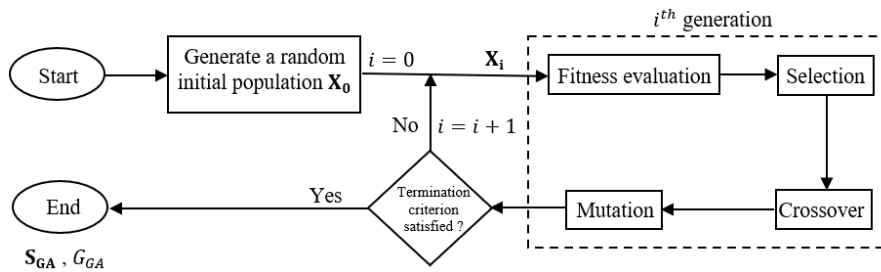 i^th generation
Start
Generate a random
initial population X_0
i = 0
X_i
Fitness evaluation
Selection
No
i = i + 1
End
Yes
Termination
criterion
satisfied ?
Mutation
Crossover
S_GA , G_GA